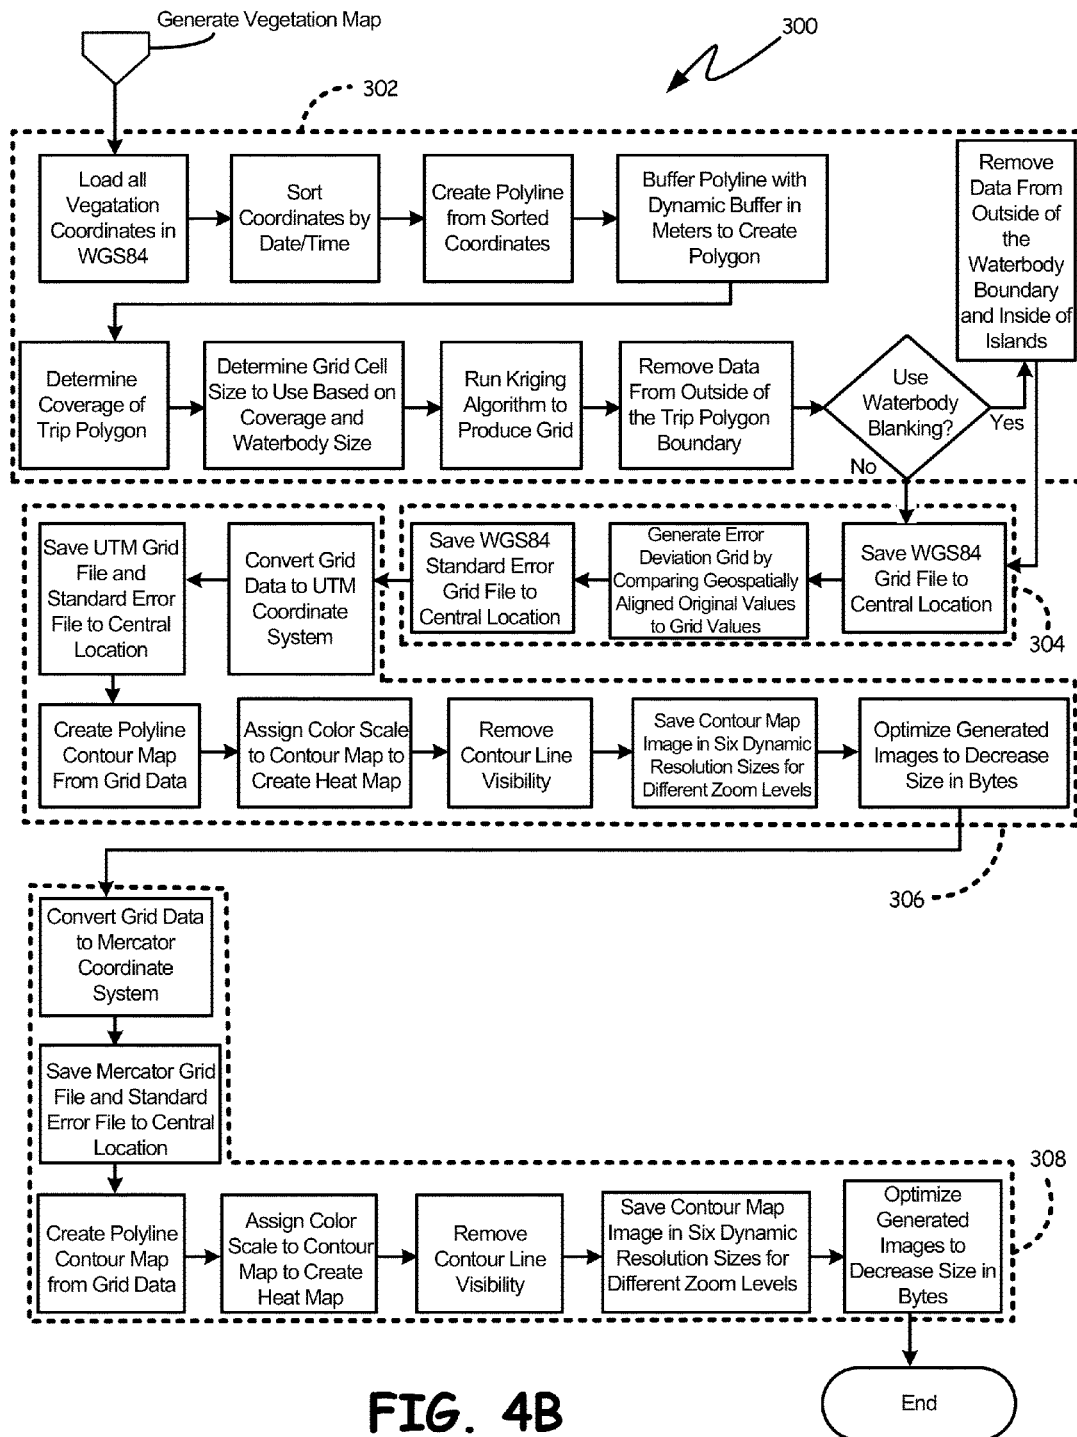 Generate Vegetation Map
300
302
Load all
Vegatation
Coordinates in
WGS84
Sort
Coordinates by
Date/Time
Create Polyline
from Sorted
Coordinates
Buffer Polyline with
Dynamic Buffer in
Meters to Create
Polygon
Remove
Data From
Outside of
the
Waterbody
Boundary
and Inside of
Islands
Determine
Coverage of
Trip Polygon
Determine Grid Cell
Size to Use Based on
Coverage and
Waterbody Size
Run Kriging
Algorithm to
Produce Grid
Remove Data
From Outside of
the Trip Polygon
Boundary
Use
Waterbody
Blanking?
Yes
No
Save WGS84
Grid File to
Central Location
Generate Error
Deviation Grid by
Comparing Geospatially
Aligned Original Values
to Grid Values
Save WGS84
Standard Error
Grid File to
Central Location
304
Convert Grid
Data to UTM
Coordinate
System
Save UTM Grid
File and
Standard Error
File to Central
Location
Create Polyline
Contour Map
From Grid Data
Assign Color Scale
to Contour Map to
Create Heat Map
Remove
Contour Line
Visibility
Save Contour Map
Image in Six Dynamic
Resolution Sizes for
Different Zoom Levels
Optimize Generated
Images to Decrease
Size in Bytes
306
Convert Grid Data
to Mercator
Coordinate
System
Save Mercator Grid
File and Standard
Error File to Central
Location
Create Polyline
Contour Map
from Grid Data
Assign Color
Scale to Contour
Map to Create
Heat Map
Remove
Contour Line
Visibility
Save Contour Map
Image in Six Dynamic
Resolution Sizes for
Different Zoom Levels
Optimize
Generated
Images to
Decrease Size in
Bytes
308
End
FIG. 4B